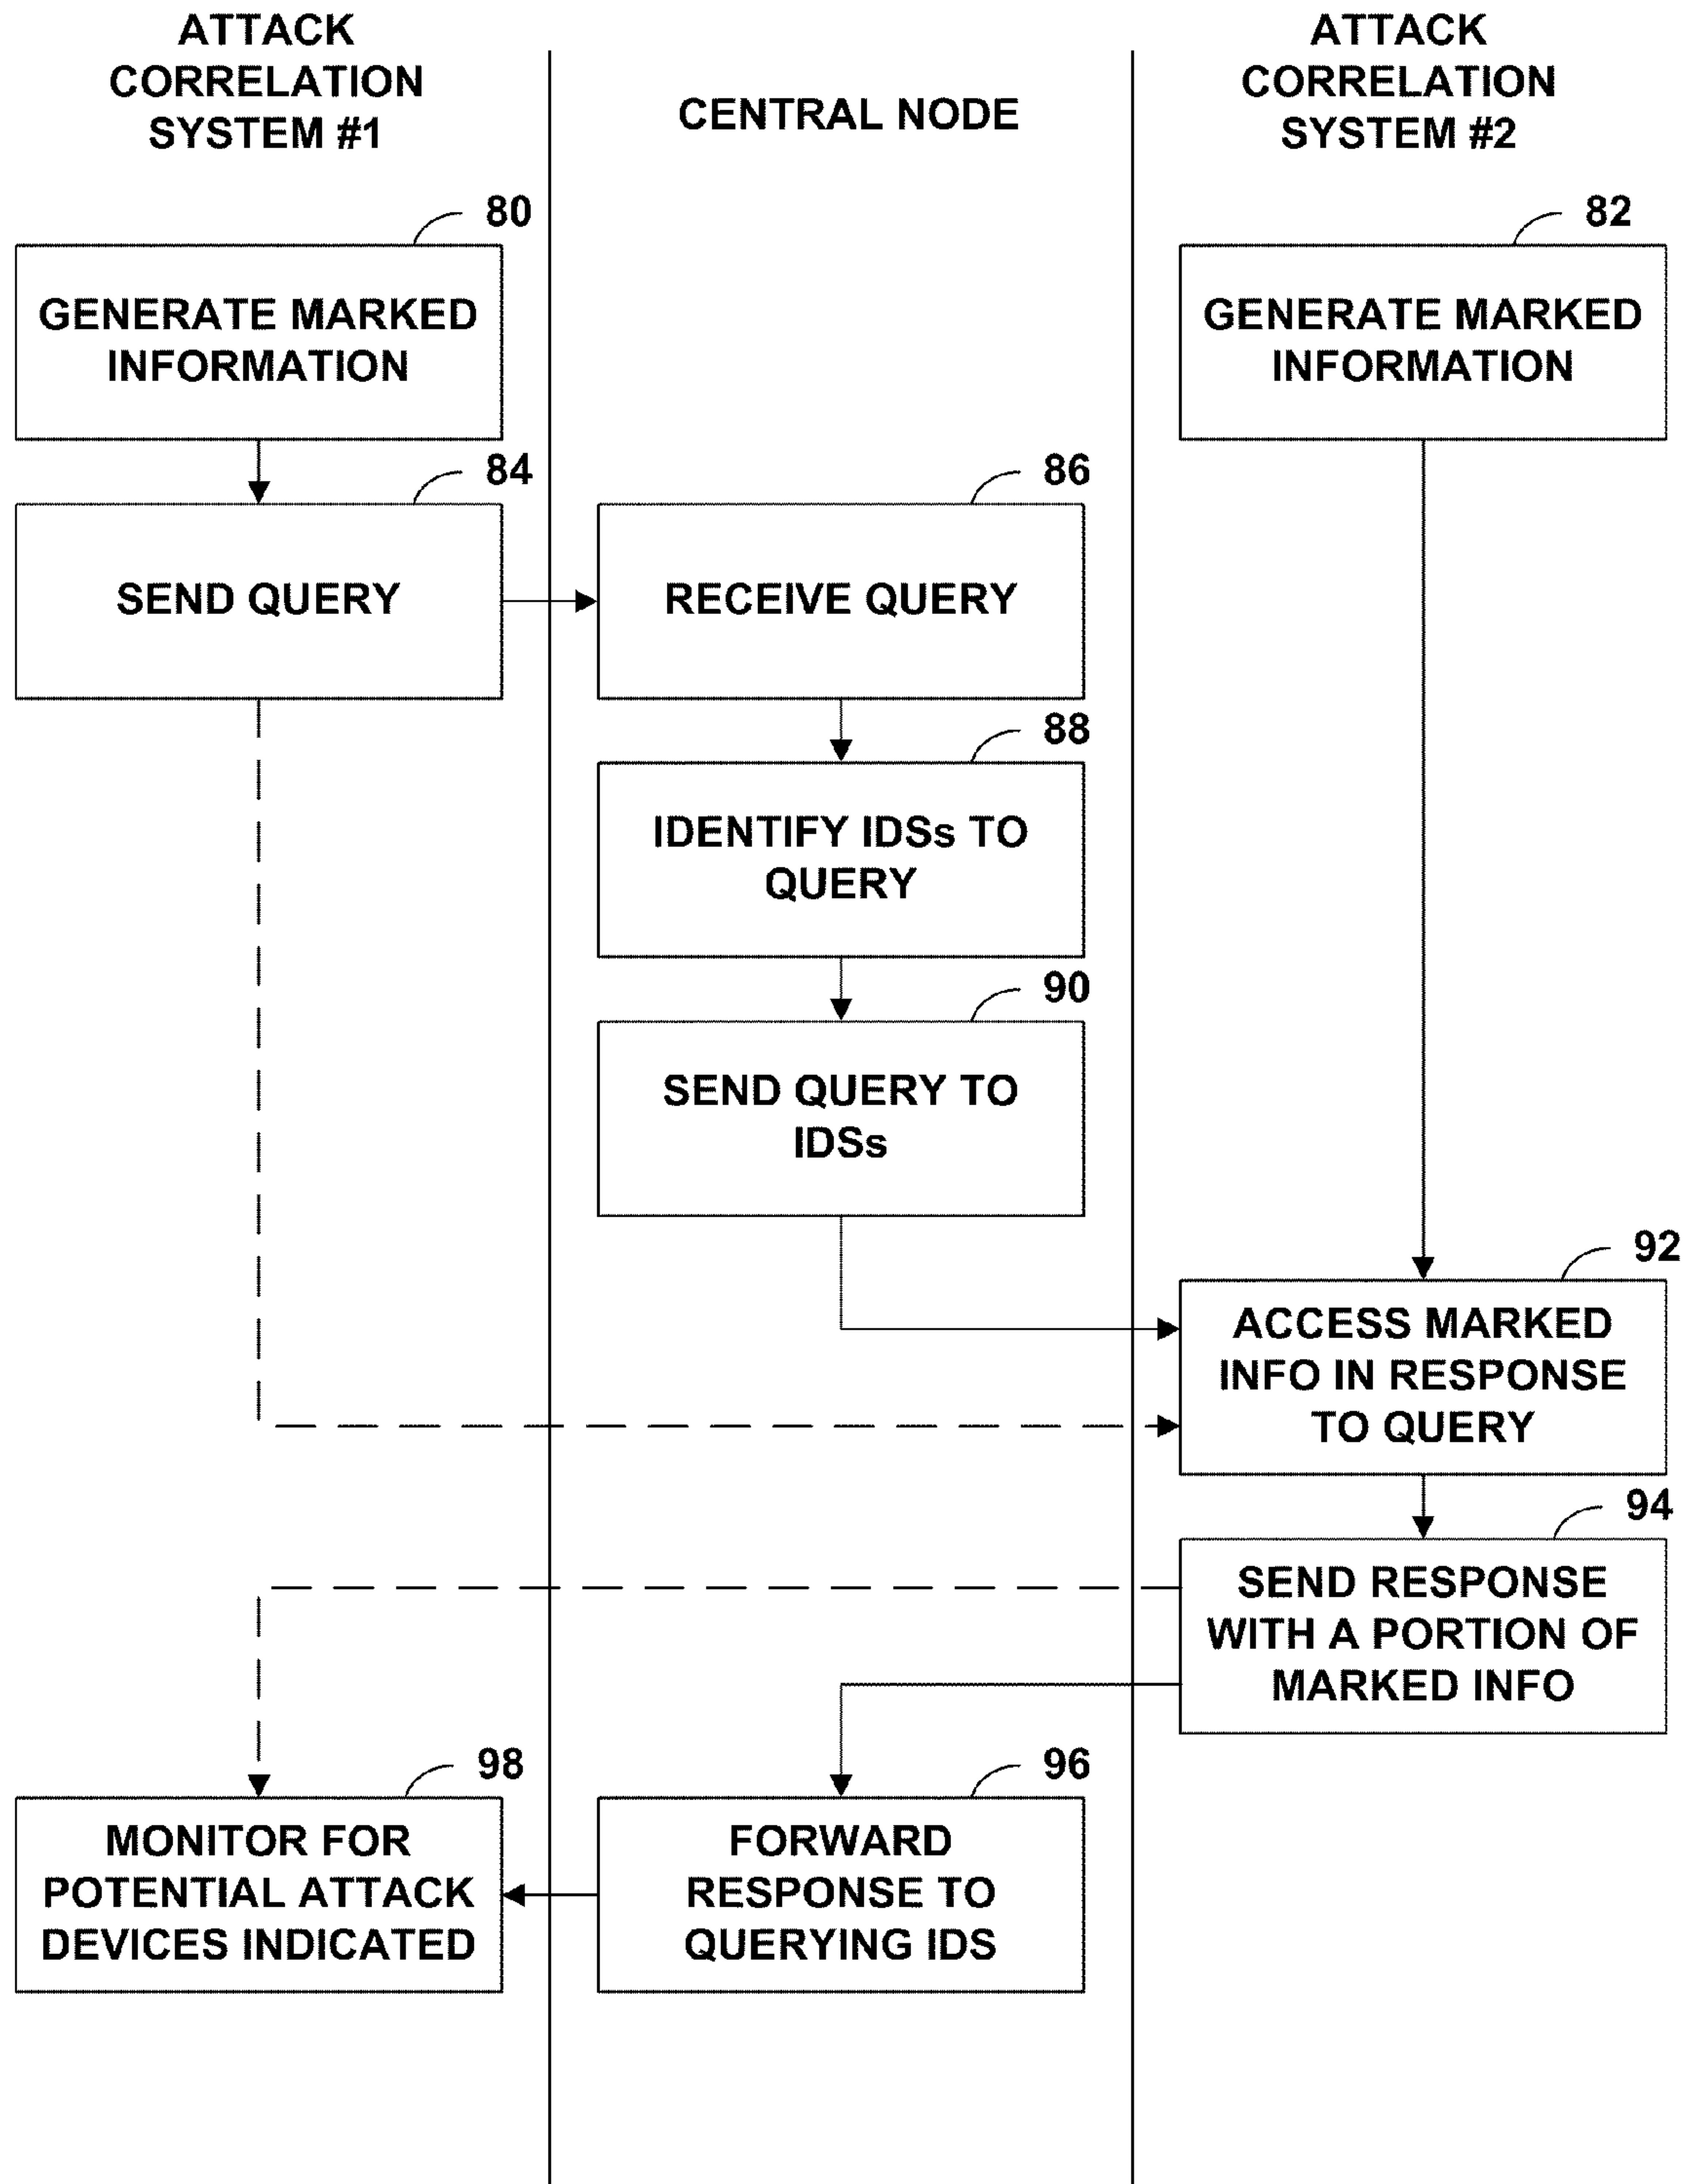 ATTACK
CORRELATION
SYSTEM #1
CENTRAL NODE
ATTACK
CORRELATION
SYSTEM #2
80
GENERATE MARKED
INFORMATION
82
GENERATE MARKED
INFORMATION
84
SEND QUERY
86
RECEIVE QUERY
88
IDENTIFY IDSs TO
QUERY
90
SEND QUERY TO
IDSs
92
ACCESS MARKED
INFO IN RESPONSE
TO QUERY
94
SEND RESPONSE
WITH A PORTION OF
MARKED INFO
98
MONITOR FOR
POTENTIAL ATTACK
DEVICES INDICATED
96
FORWARD
RESPONSE TO
QUERYING IDS